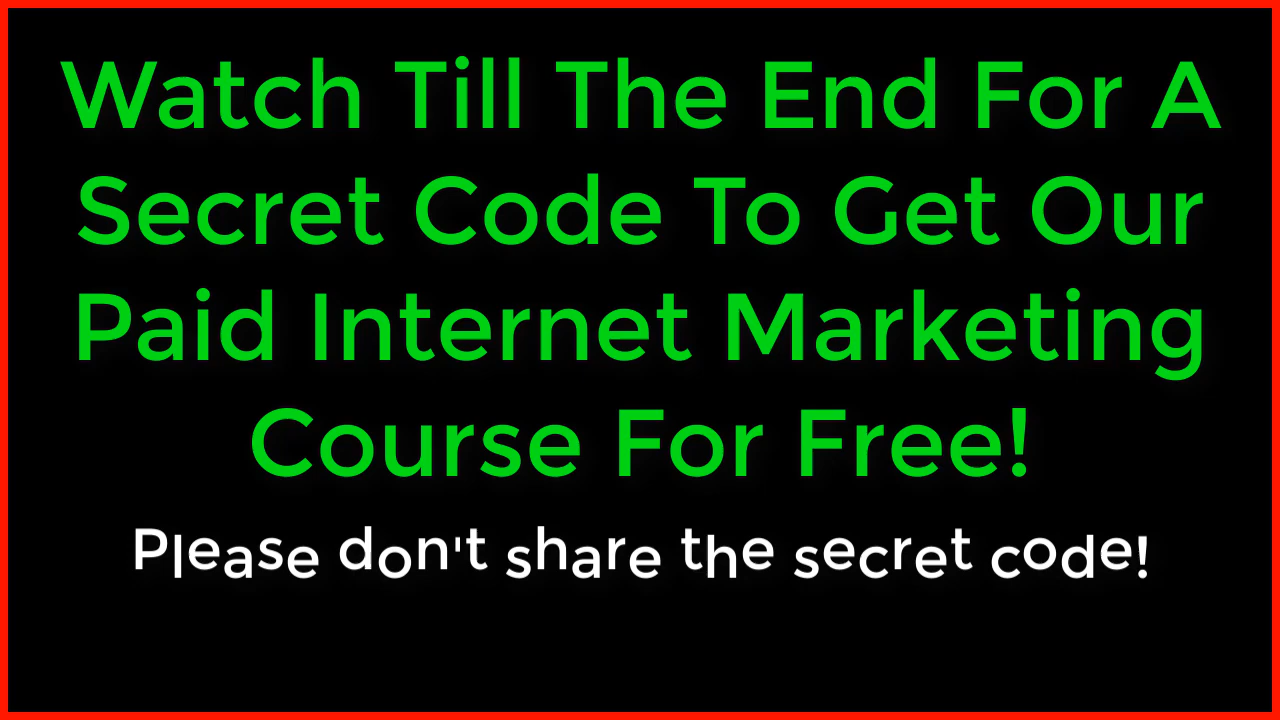 Watch Till The End For A
Secret Code To Get Our
Paid Internet Marketing
Course For Free!
Please don't share the secret code!